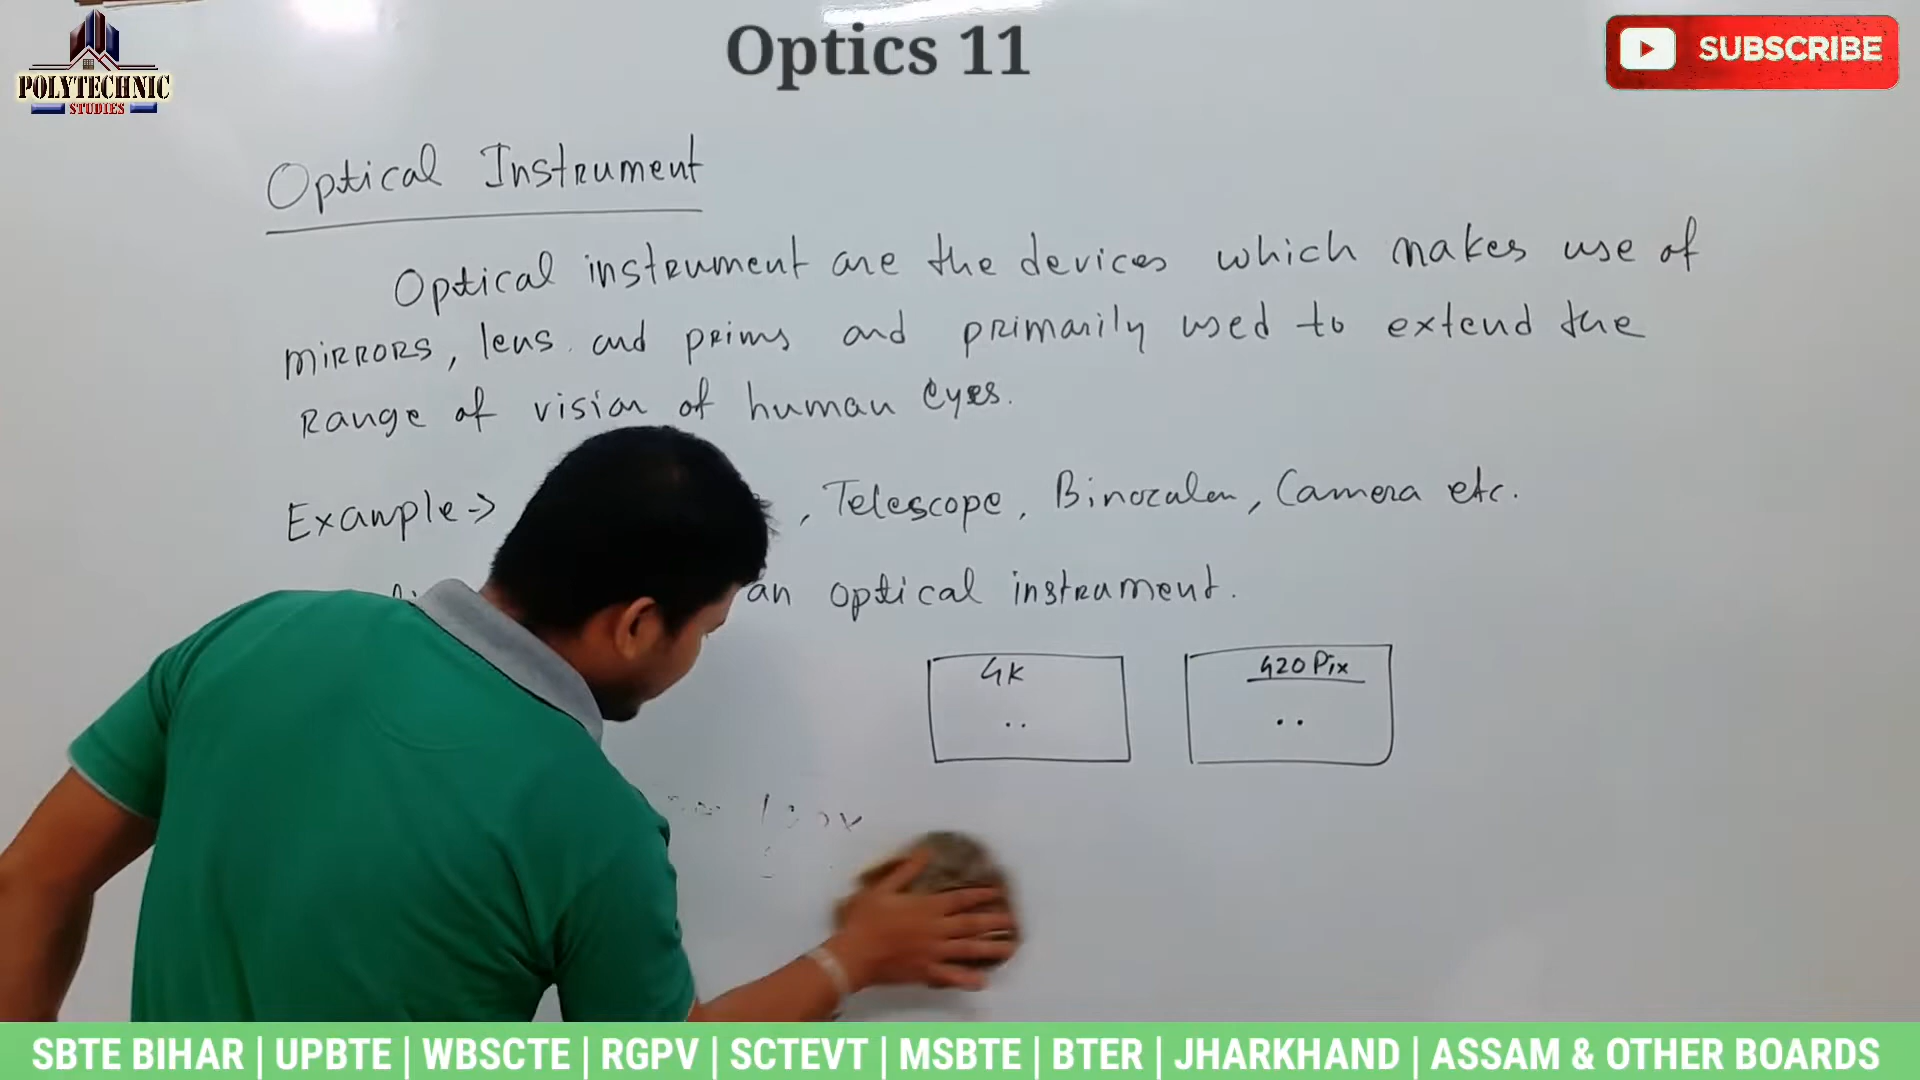 Optics 11
POLYTECHNIC
STUDIES
SUBSCRIBE
Optical Instrument
Optical instrument are the devices which makes use of
mirrors, lens and prims and primarily used to extend the
Range of vision of human eyes.
Example → , Telescope, Binoculer, Camera etc.
an optical instrument.
4K
420 Pix
SBTE BIHAR | UPBTE | WBSCTE | RGPV | SCTEVT | MSBTE | BTER | JHARKHAND | ASSAM & OTHER BOARDS